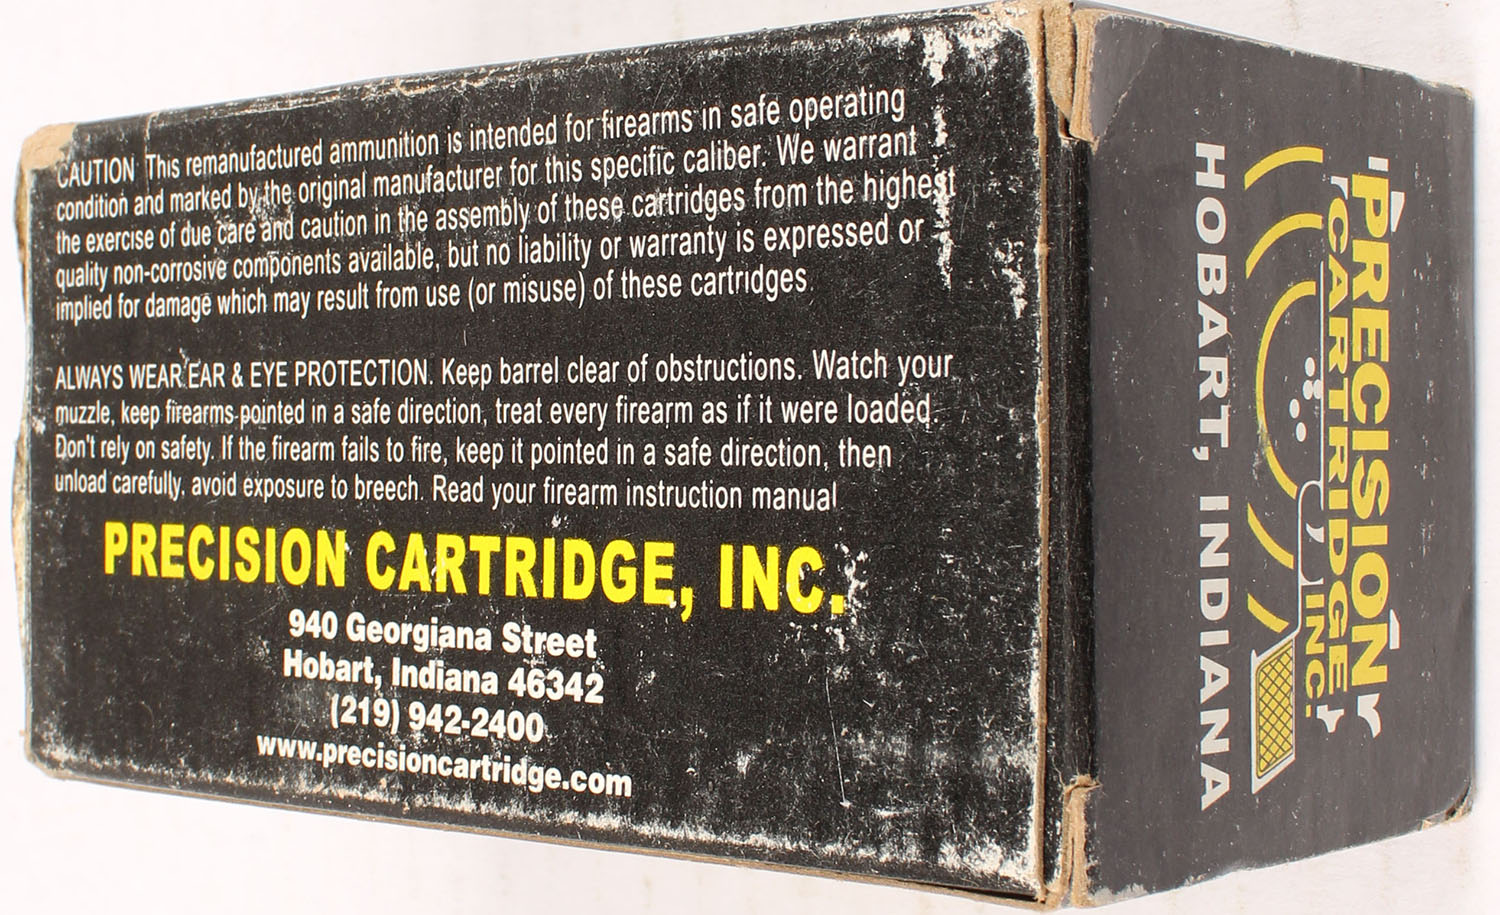 CAUTION This remanufactured ammunition is intended for firearms in safe operating
condition and marked by the original manufacturer for this specific caliber. We warrant
the exercise of due care and caution in the assembly of these cartridges from the highest
quality non-corrosive components available, but no liability or warranty is expressed or
implied for damage which may result from use (or misuse) of these cartridges.
ALWAYS WEAR EAR & EYE PROTECTION. Keep barrel clear of obstructions. Watch your
muzzle, keep firearms pointed in a safe direction, treat every firearm as if it were loaded.
Don't rely on safety. If the firearm fails to fire, keep it pointed in a safe direction, then
unload carefully, avoid exposure to breech. Read your firearm instruction manual
PRECISION CARTRIDGE, INC.
940 Georgiana Street
Hobart, Indiana 46342
(219) 942-2400
www.precisioncartridge.com
PRECISION
CARTRIDGE
INC.
HOBART, INDIANA